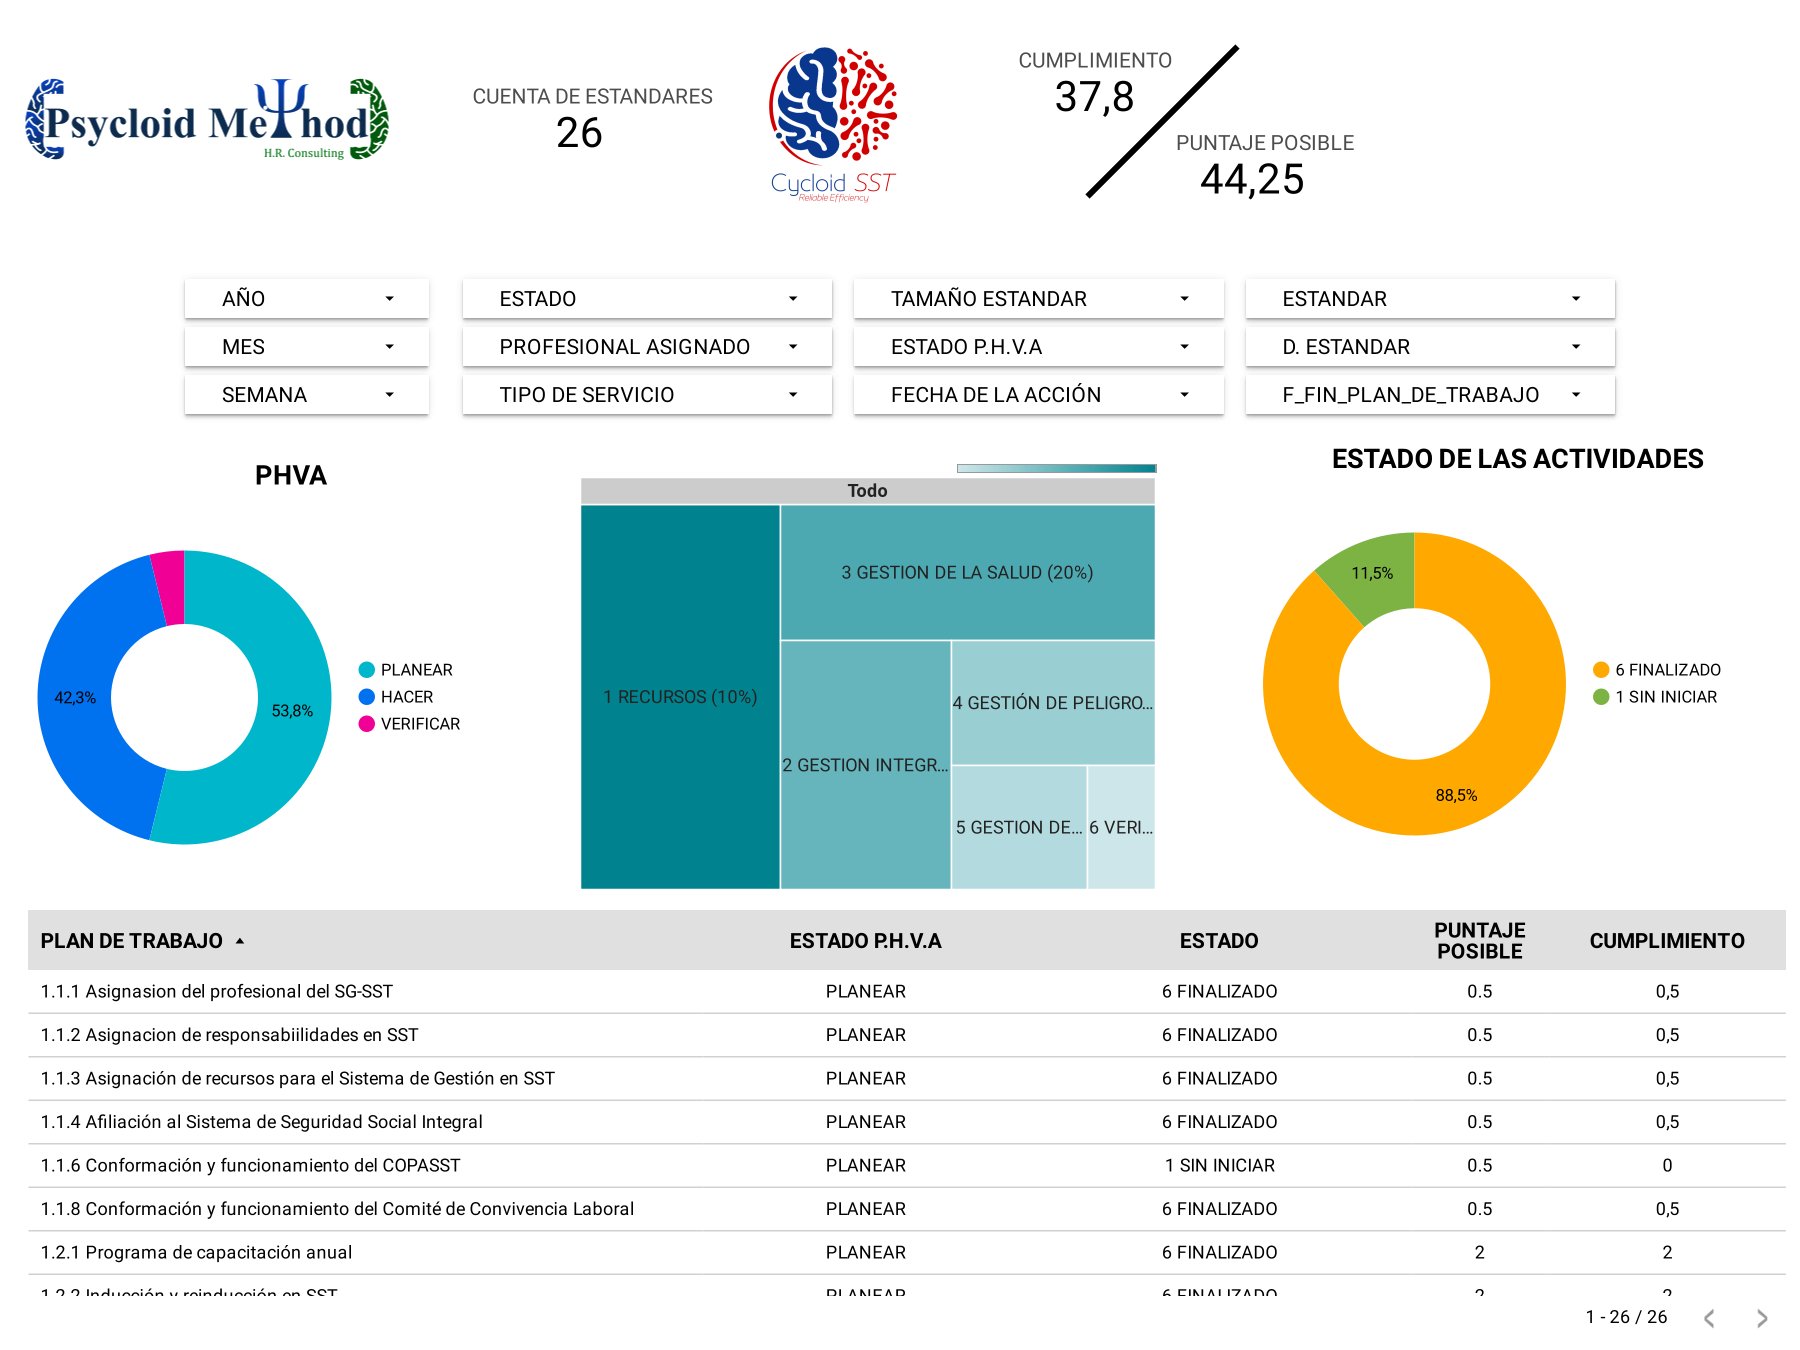 Psycloid Method
H.R. Consulting
CUENTA DE ESTANDARES
26
Cycloid SST
Reliable Efficiency
CUMPLIMIENTO
37,8
PUNTAJE POSIBLE
44,25
AÑO
ESTADO
TAMAÑO ESTANDAR
ESTANDAR
MES
PROFESIONAL ASIGNADO
ESTADO P.H.V.A
D. ESTANDAR
SEMANA
TIPO DE SERVICIO
FECHA DE LA ACCIÓN
F_FIN_PLAN_DE_TRABAJO
PHVA
42,3%
53,8%
PLANEAR
HACER
VERIFICAR
Todo
1 RECURSOS (10%)
3 GESTION DE LA SALUD (20%)
2 GESTION INTEGR...
4 GESTIÓN DE PELIGRO...
5 GESTION DE...
6 VERI...
ESTADO DE LAS ACTIVIDADES
11,5%
88,5%
6 FINALIZADO
1 SIN INICIAR
PLAN DE TRABAJO ESTADO P.H.V.A ESTADO PUNTAJE POSIBLE CUMPLIMIENTO
1.1.1 Asignasion del profesional del SG-SST PLANEAR 6 FINALIZADO 0.5 0,5
1.1.2 Asignacion de responsabiilidades en SST PLANEAR 6 FINALIZADO 0.5 0,5
1.1.3 Asignación de recursos para el Sistema de Gestión en SST PLANEAR 6 FINALIZADO 0.5 0,5
1.1.4 Afiliación al Sistema de Seguridad Social Integral PLANEAR 6 FINALIZADO 0.5 0,5
1.1.6 Conformación y funcionamiento del COPASST PLANEAR 1 SIN INICIAR 0.5 0
1.1.8 Conformación y funcionamiento del Comité de Convivencia Laboral PLANEAR 6 FINALIZADO 0.5 0,5
1.2.1 Programa de capacitación anual PLANEAR 6 FINALIZADO 2 2
1.2.2 Inducción y reinducción en SST PLANEAR 6 FINALIZADO 2 2
1 - 26 / 26